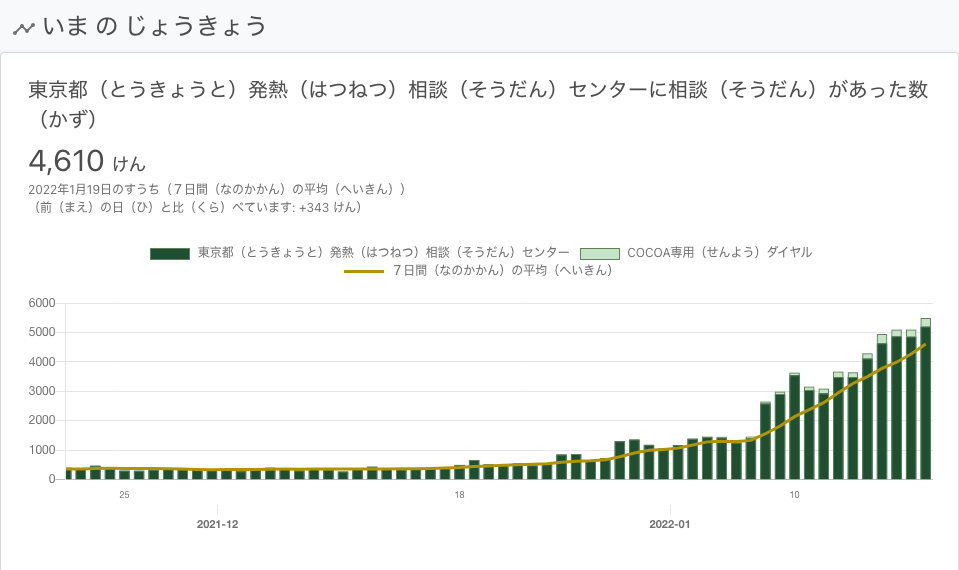 いま の じょうきょう
東京都（とうきょうと）発熱（はつねつ）相談（そうだん）センターに相談（そうだん）があった数
（かず）
4,610 けん
2022年1月19日のすうち（７日間（なのかかん）の平均（へいきん））
（前（まえ）の日（ひ）と比（くら）べています: +343 けん）
東京都（とうきょうと）発熱（はつねつ）相談（そうだん）センター COCOA専用（せんよう）ダイヤル
７日間（なのかかん）の平均（へいきん）
6000
5000
4000
3000
2000
1000
0
25 18 10
2021-12 2022-01